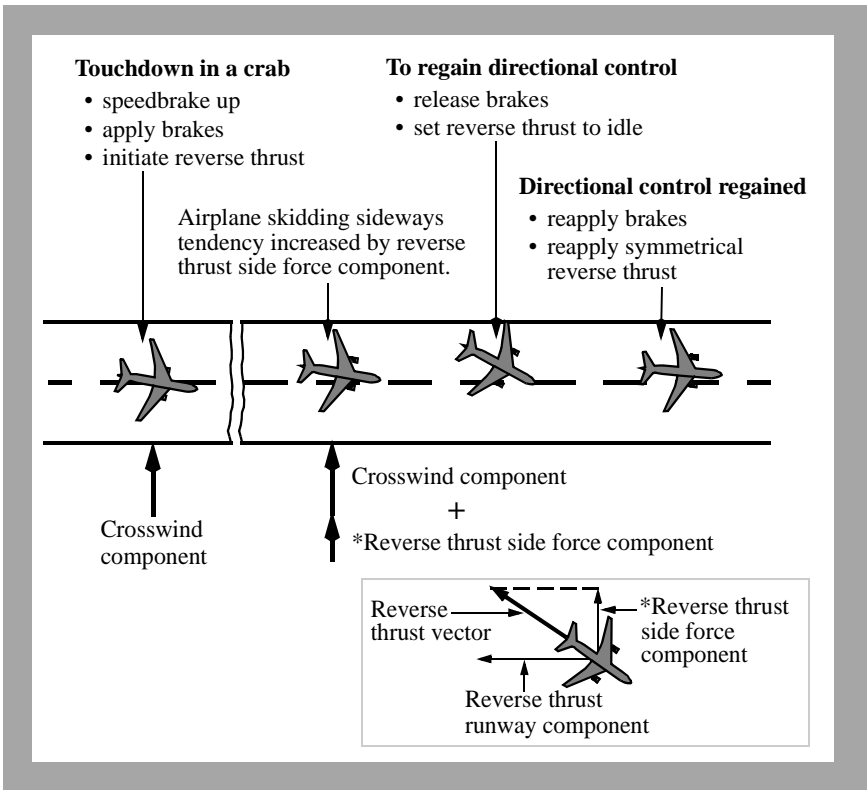 Touchdown in a crab
• speedbrake up
• apply brakes
• initiate reverse thrust
To regain directional control
• release brakes
• set reverse thrust to idle
Directional control regained
• reapply brakes
• reapply symmetrical
reverse thrust
Airplane skidding sideways
tendency increased by reverse
thrust side force component.
Crosswind
component
Crosswind component
+
*Reverse thrust side force component
Reverse
thrust vector
*Reverse thrust
side force
component
Reverse thrust
runway component